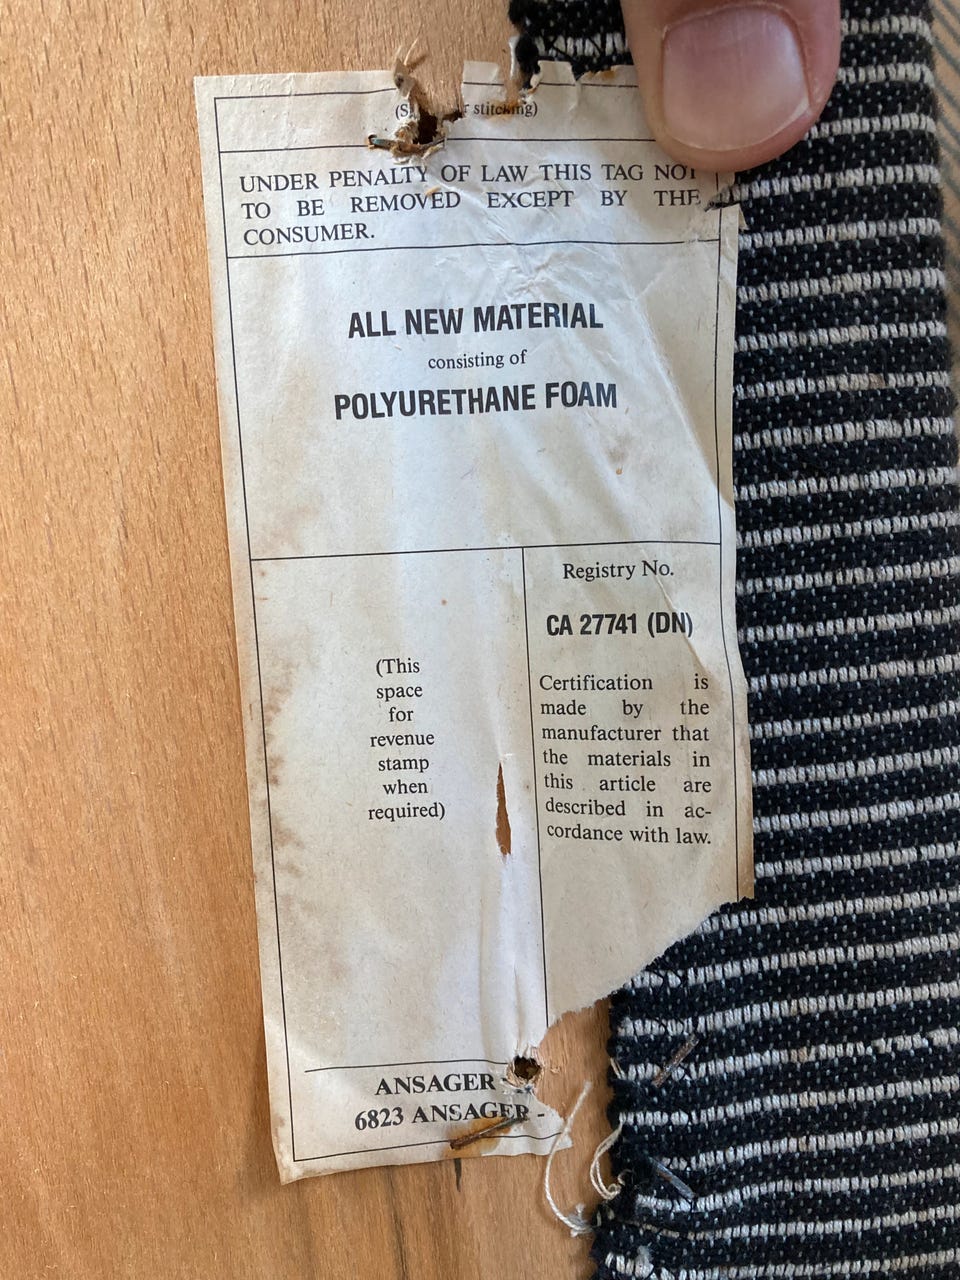 stitching)
UNDER PENALTY OF LAW THIS TAG NOT
TO BE REMOVED EXCEPT BY THE
CONSUMER.
ALL NEW MATERIAL
consisting of
POLYURETHANE FOAM
Registry No.
CA 27741 (DN)
Certification is
made by the
manufacturer that
the materials in
this article are
described in ac-
cordance with law.
(This
space
for
revenue
stamp
when
required)
ANSAGER
6823 ANSAGER -